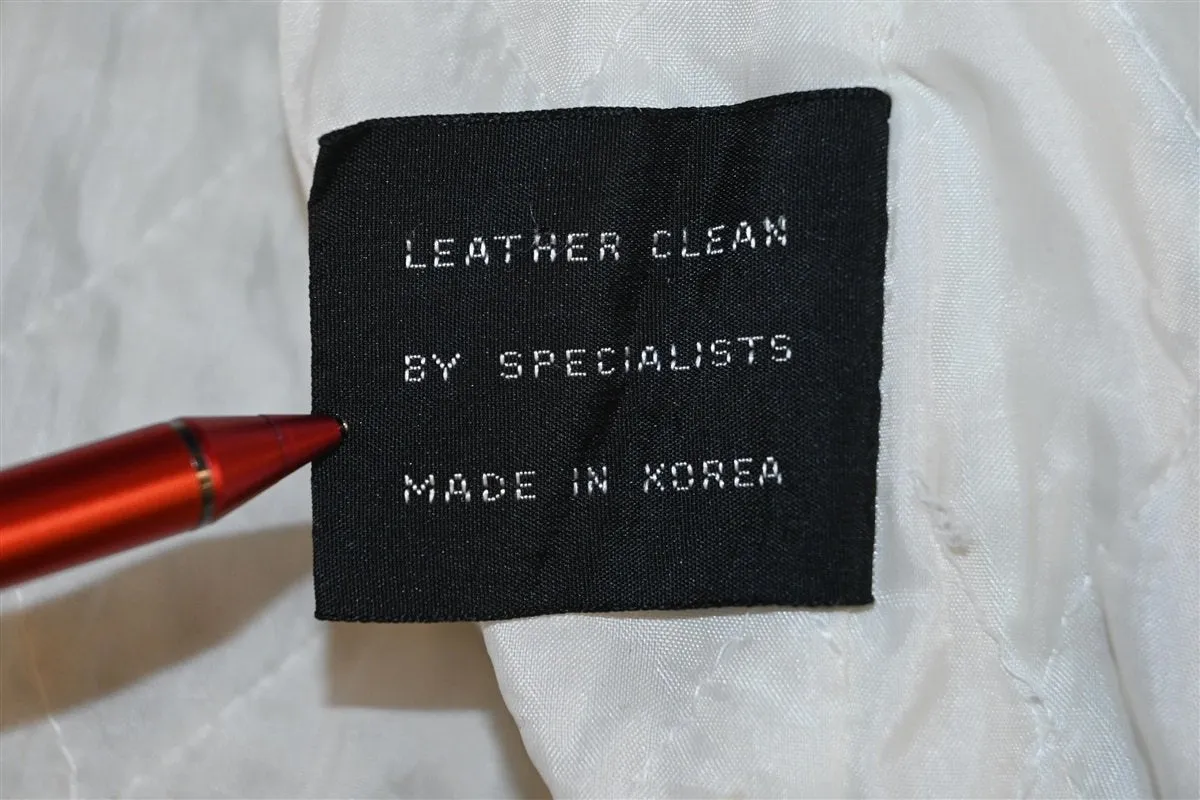 LEATHER CLEAN
BY SPECIALISTS
MADE IN KOREA